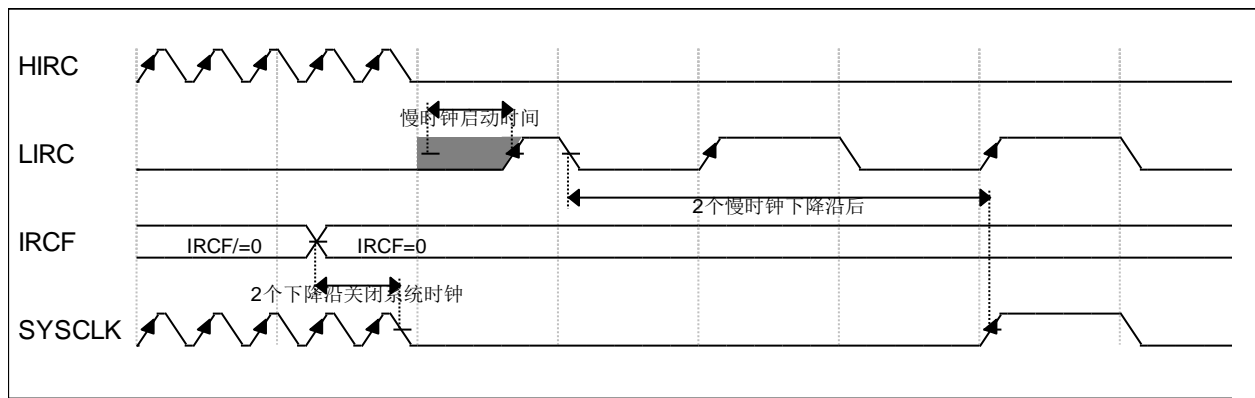 HIRC
慢时钟启动时间
LIRC
2个慢时钟下降沿后
IRCF
IRCF/=0
IRCF=0
2个下降沿关闭系统时钟
SYSCLK